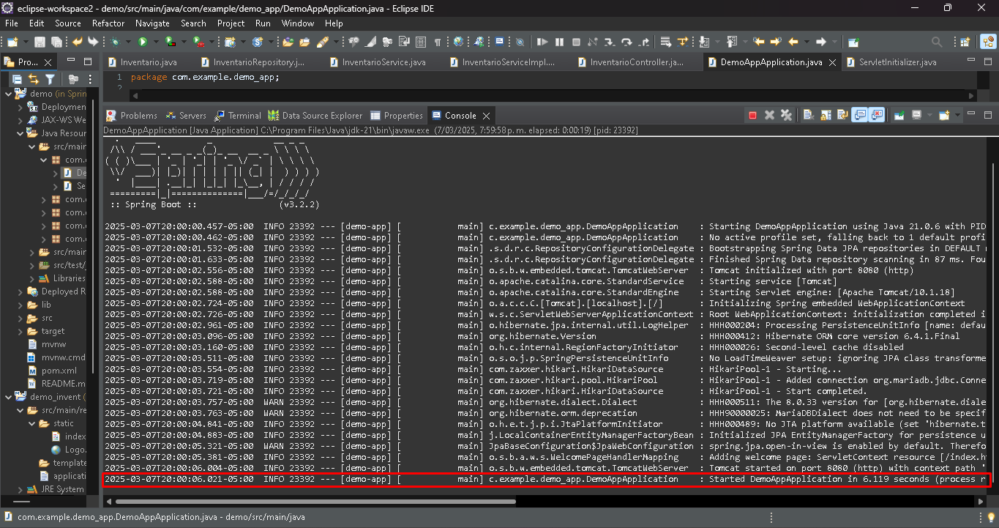 eclipse-workspace2 - demo/src/main/java/com/example/demo_app/DemoAppApplication.java - Eclipse IDE
File Edit Source Refactor Navigate Search Project Run Window Help
Pro... Inventario.java InventarioRepository.j... InventarioService.java InventarioServiceImpl.... InventarioController.ja... DemoAppApplication.java ServletInitializer.java
1 package com.example.demo_app;
2
demo (in Sprin
Deploymen
JAX-WS We
Java Resour
src/mair
com.
De
Se
com.
com.
com.
com.
src/mair
src/test/
Libraries
Deployed R
lib
src
target
mvnw
mvnw.cmd
pom.xml
README.m
demo_invent (
src/main/re
static
index
Logo.
template
applicati
JRE System
Problems Servers Terminal Data Source Explorer Properties Console
DemoAppApplication [Java Application] C:\Program Files\Java\jdk-21\bin\javaw.exe (7/03/2025, 7:59:58 p. m. elapsed: 0:00:19) [pid: 23392]
:: Spring Boot :: (v3.2.2)
2025-03-07T20:00:00.457-05:00 INFO 23392 --- [demo-app] [ main] c.example.demo_app.DemoAppApplication : Starting DemoAppApplication using Java 21.0.6 with PID
2025-03-07T20:00:00.462-05:00 INFO 23392 --- [demo-app] [ main] c.example.demo_app.DemoAppApplication : No active profile set, falling back to 1 default profi
2025-03-07T20:00:01.532-05:00 INFO 23392 --- [demo-app] [ main] .s.d.r.c.RepositoryConfigurationDelegate : Bootstrapping Spring Data JPA repositories in DEFAULT
2025-03-07T20:00:01.633-05:00 INFO 23392 --- [demo-app] [ main] .s.d.r.c.RepositoryConfigurationDelegate : Finished Spring Data repository scanning in 87 ms. Fou
2025-03-07T20:00:02.556-05:00 INFO 23392 --- [demo-app] [ main] o.s.b.w.embedded.tomcat.TomcatWebServer : Tomcat initialized with port 8080 (http)
2025-03-07T20:00:02.588-05:00 INFO 23392 --- [demo-app] [ main] o.apache.catalina.core.StandardService : Starting service [Tomcat]
2025-03-07T20:00:02.588-05:00 INFO 23392 --- [demo-app] [ main] o.apache.catalina.core.StandardEngine : Starting Servlet engine: [Apache Tomcat/10.1.18]
2025-03-07T20:00:02.724-05:00 INFO 23392 --- [demo-app] [ main] o.a.c.c.C.[Tomcat].[localhost].[/] : Initializing Spring embedded WebApplicationContext
2025-03-07T20:00:02.726-05:00 INFO 23392 --- [demo-app] [ main] w.s.c.ServletWebServerApplicationContext : Root WebApplicationContext: initialization completed i
2025-03-07T20:00:02.961-05:00 INFO 23392 --- [demo-app] [ main] o.hibernate.jpa.internal.util.LogHelper : HHH000204: Processing PersistenceUnitInfo [name: defau
2025-03-07T20:00:03.096-05:00 INFO 23392 --- [demo-app] [ main] org.hibernate.Version : HHH000412: Hibernate ORM core version 6.4.1.Final
2025-03-07T20:00:03.160-05:00 INFO 23392 --- [demo-app] [ main] o.h.c.internal.RegionFactoryInitiator : HHH000026: Second-level cache disabled
2025-03-07T20:00:03.511-05:00 INFO 23392 --- [demo-app] [ main] o.s.o.j.p.SpringPersistenceUnitInfo : No LoadTimeWeaver setup: ignoring JPA class transforme
2025-03-07T20:00:03.554-05:00 INFO 23392 --- [demo-app] [ main] com.zaxxer.hikari.HikariDataSource : HikariPool-1 - Starting...
2025-03-07T20:00:03.719-05:00 INFO 23392 --- [demo-app] [ main] com.zaxxer.hikari.pool.HikariPool : HikariPool-1 - Added connection org.mariadb.jdbc.Conne
2025-03-07T20:00:03.721-05:00 INFO 23392 --- [demo-app] [ main] com.zaxxer.hikari.HikariDataSource : HikariPool-1 - Start completed.
2025-03-07T20:00:03.757-05:00 WARN 23392 --- [demo-app] [ main] org.hibernate.dialect.Dialect : HHH000511: The 8.0.33 version for [org.hibernate.diale
2025-03-07T20:00:03.763-05:00 WARN 23392 --- [demo-app] [ main] org.hibernate.orm.deprecation : HHH90000025: MariaDBDialect does not need to be specif
2025-03-07T20:00:04.841-05:00 INFO 23392 --- [demo-app] [ main] o.h.e.t.j.p.i.JtaPlatformInitiator : HHH000489: No JTA platform available (set 'hibernate.t
2025-03-07T20:00:04.883-05:00 INFO 23392 --- [demo-app] [ main] j.LocalContainerEntityManagerFactoryBean : Initialized JPA EntityManagerFactory for persistence u
2025-03-07T20:00:05.321-05:00 WARN 23392 --- [demo-app] [ main] JpaBaseConfiguration$JpaWebConfiguration : spring.jpa.open-in-view is enabled by default. Therefo
2025-03-07T20:00:05.381-05:00 INFO 23392 --- [demo-app] [ main] o.s.b.a.w.s.WelcomePageHandlerMapping : Adding welcome page: ServletContext resource [/index.h
2025-03-07T20:00:06.004-05:00 INFO 23392 --- [demo-app] [ main] o.s.b.w.embedded.tomcat.TomcatWebServer : Tomcat started on port 8080 (http) with context path '
2025-03-07T20:00:06.021-05:00 INFO 23392 --- [demo-app] [ main] c.example.demo_app.DemoAppApplication : Started DemoAppApplication in 6.119 seconds (process r
com.example.demo_app.DemoAppApplication.java - demo/src/main/java